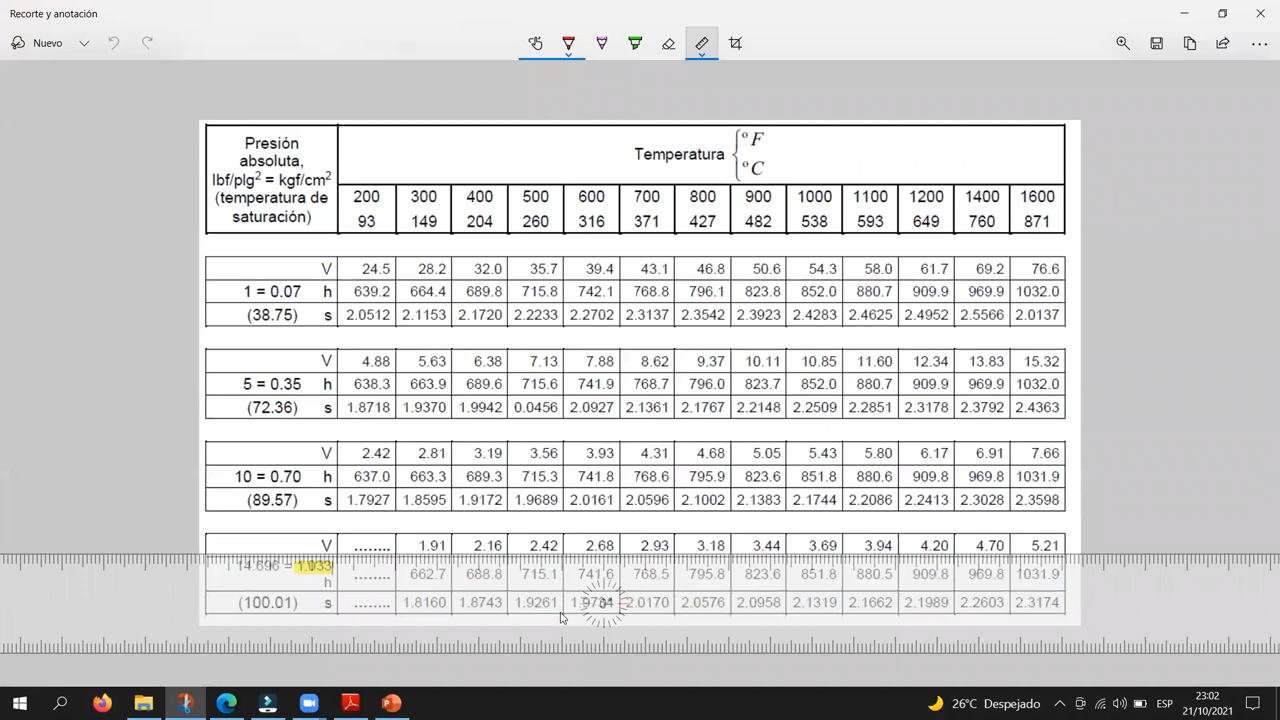 Recorte y anotación
Nuevo
Presión absoluta, lbf/plg² = kgf/cm² (temperatura de saturación)
Temperatura { °F °C
200 300 400 500 600 700 800 900 1000 1100 1200 1400 1600
93 149 204 260 316 371 427 482 538 593 649 760 871
V 24.5 28.2 32.0 35.7 39.4 43.1 46.8 50.6 54.3 58.0 61.7 69.2 76.6
1 = 0.07 h 639.2 664.4 689.8 715.8 742.1 768.8 796.1 823.8 852.0 880.7 909.9 969.9 1032.0
(38.75) s 2.0512 2.1153 2.1720 2.2233 2.2702 2.3137 2.3542 2.3923 2.4283 2.4625 2.4952 2.5566 2.0137
V 4.88 5.63 6.38 7.13 7.88 8.62 9.37 10.11 10.85 11.60 12.34 13.83 15.32
5 = 0.35 h 638.3 663.9 689.6 715.6 741.9 768.7 796.0 823.7 852.0 880.7 909.9 969.9 1032.0
(72.36) s 1.8718 1.9370 1.9942 0.0456 2.0927 2.1361 2.1767 2.2148 2.2509 2.2851 2.3178 2.3792 2.4363
V 2.42 2.81 3.19 3.56 3.93 4.31 4.68 5.05 5.43 5.80 6.17 6.91 7.66
10 = 0.70 h 637.0 663.3 689.3 715.3 741.8 768.6 795.9 823.6 851.8 880.6 909.8 969.8 1031.9
(89.57) s 1.7927 1.8595 1.9172 1.9689 2.0161 2.0596 2.1002 2.1383 2.1744 2.2086 2.2413 2.3028 2.3598
V ........ 1.91 2.16 2.42 2.68 2.93 3.18 3.44 3.69 3.94 4.20 4.70 5.21
14.696 = 1.033 h ........ 662.7 688.8 715.1 741.6 768.5 795.8 823.6 851.8 880.5 909.8 969.8 1031.9
(100.01) s ........ 1.8160 1.8743 1.9261 2.0170 2.0576 2.0958 2.1319 2.1662 2.1989 2.2603 2.3174
0°
26°C Despejado
ESP
23:02
21/10/2021